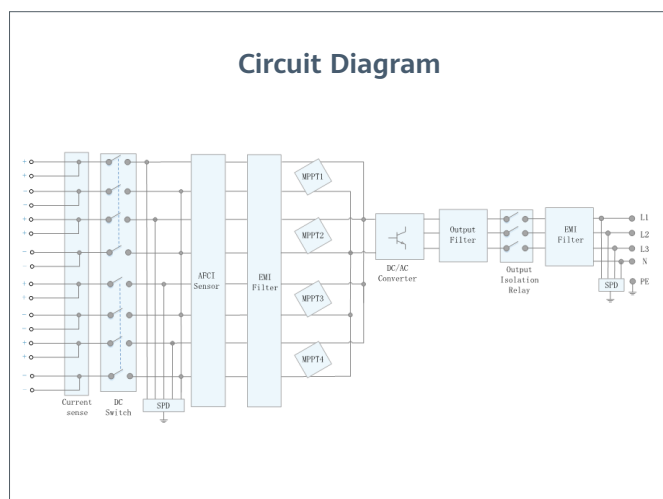 Circuit Diagram
+
+
-
-
+
+
-
-
+
+
-
-
+
+
-
-
Current
sense
DC
Switch
SPD
AFCI
Sensor
EMI
Filter
MPPT1
MPPT2
MPPT3
MPPT4
DC/AC
Converter
Output
Filter
Output
Isolation
Relay
EMI
Filter
SPD
L1
L2
L3
N
PE